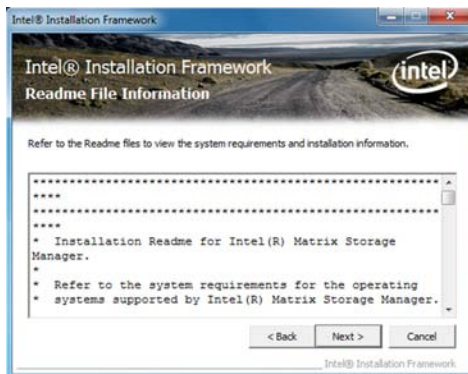 Intel® Installation Framework
Intel® Installation Framework
intel
Readme File Information
Refer to the Readme files to view the system requirements and installation information.
****************************************************************
****
****************************************************************
****
*  Installation Readme for Intel(R) Matrix Storage
Manager.
*
*  Refer to the system requirements for the operating
*  systems supported by Intel(R) Matrix Storage Manager.
< Back
Next >
Cancel
Intel® Installation Framework